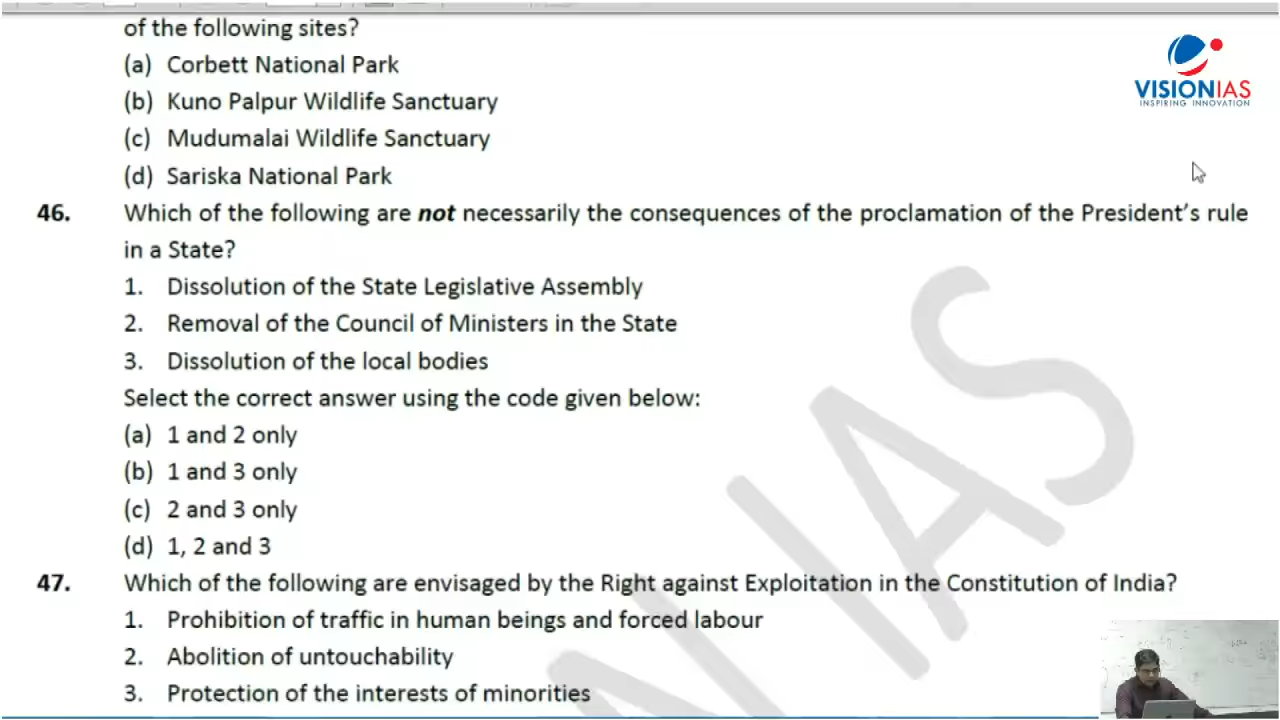 of the following sites?
(a) Corbett National Park
VISIONIAS
INSPIRING INNOVATION
(b) Kuno Palpur Wildlife Sanctuary
(c) Mudumalai Wildlife Sanctuary
(d) Sariska National Park
46. Which of the following are not necessarily the consequences of the proclamation of the President's rule
in a State?
1. Dissolution of the State Legislative Assembly
2. Removal of the Council of Ministers in the State
3. Dissolution of the local bodies
Select the correct answer using the code given below:
(a) 1 and 2 only
(b) 1 and 3 only
(c) 2 and 3 only
(d) 1, 2 and 3
47. Which of the following are envisaged by the Right against Exploitation in the Constitution of India?
1. Prohibition of traffic in human beings and forced labour
2. Abolition of untouchability
3. Protection of the interests of minorities
N IAS